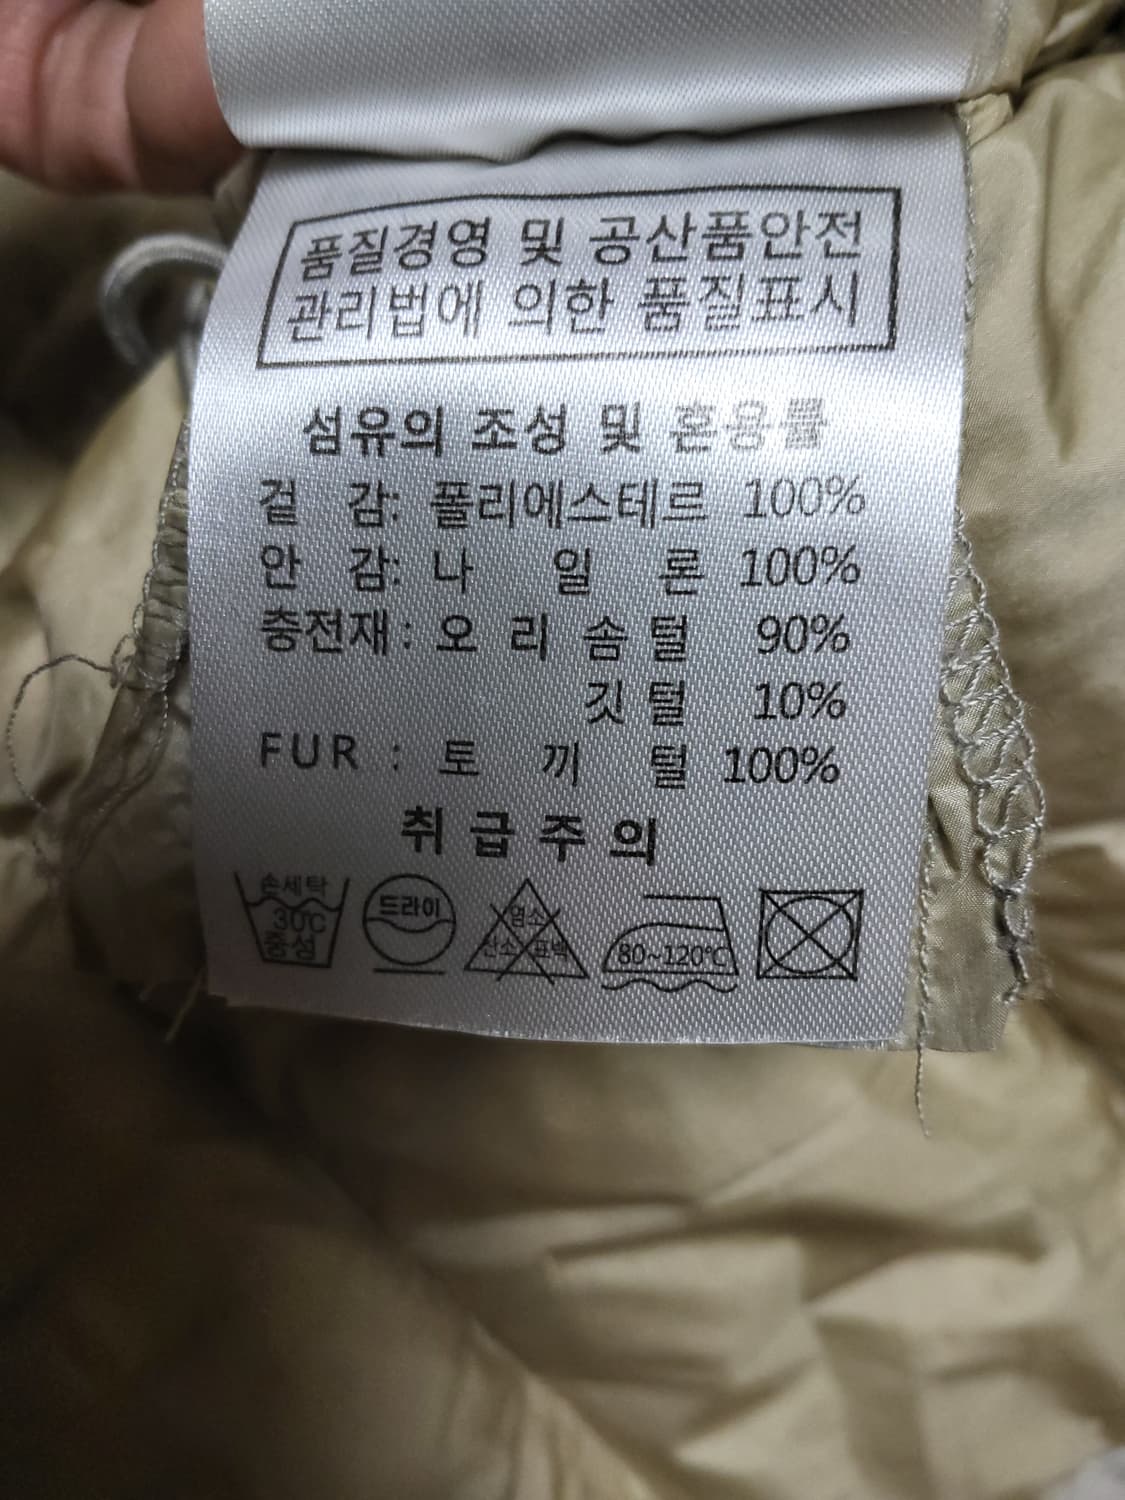 품질경영 및 공산품안전
관리법에 의한 품질표시
섬유의 조성 및 혼용률
겉 감: 폴리에스테르 100%
안 감: 나 일 론 100%
충전재: 오 리 솜 털 90%
깃 털 10%
FUR : 토 끼 털 100%
취급주의
손세탁
30℃
중성
드라이
염소
산소 표백
80~120℃